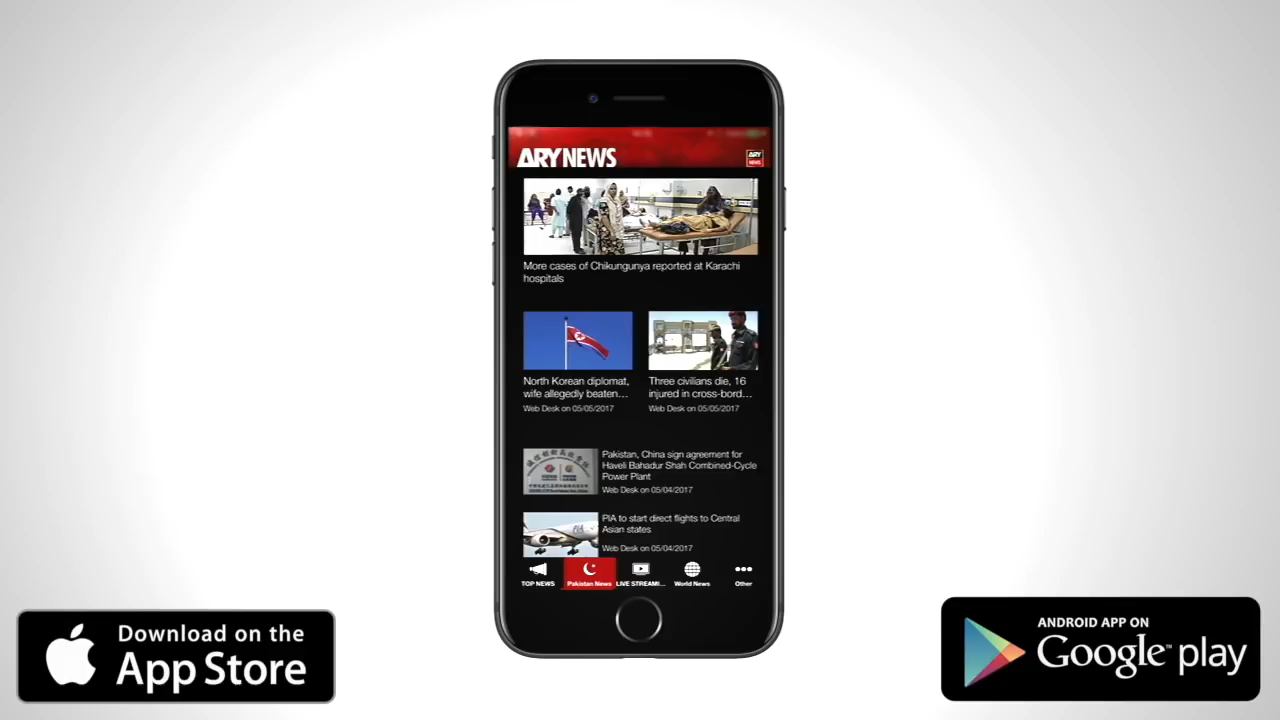 ARY NEWS
ARY
NEWS
More cases of Chikungunya reported at Karachi
hospitals
North Korean diplomat,
wife allegedly beaten...
Web Desk on 05/05/2017
Three civilians die, 16
injured in cross-bord...
Web Desk on 05/05/2017
Pakistan, China sign agreement for
Haveli Bahadur Shah Combined-Cycle
Power Plant
Web Desk on 05/04/2017
PIA to start direct flights to Central
Asian states
Web Desk on 05/04/2017
PIA
TOP NEWS
Pakistan News
LIVE STREAMI...
World News
Other
Download on the
App Store
ANDROID APP ON
Google™ play